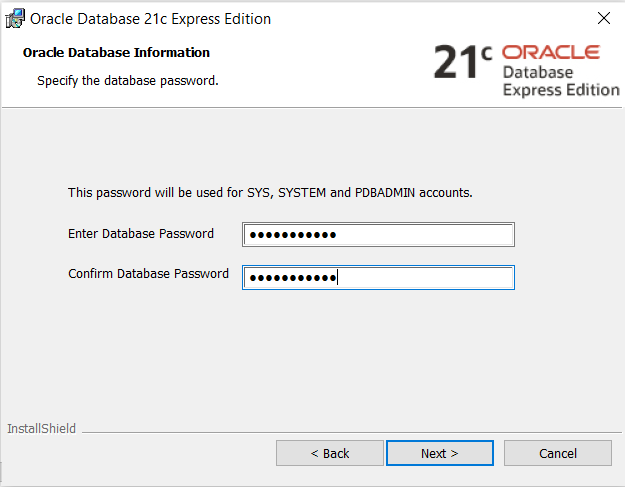 Oracle Database 21c Express Edition
Oracle Database Information
Specify the database password.
21c ORACLE
Database
Express Edition
This password will be used for SYS, SYSTEM and PDBADMIN accounts.
Enter Database Password ●●●●●●●●●●●
Confirm Database Password ●●●●●●●●●●●
InstallShield
< Back Next > Cancel